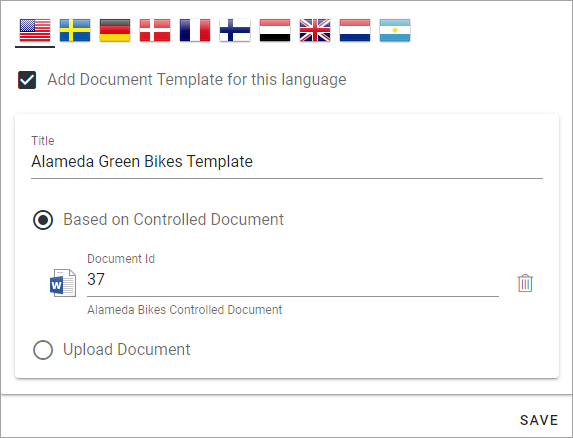 Add Document Template for this language
Title
Alameda Green Bikes Template
Based on Controlled Document
Document Id
W
37
Alameda Bikes Controlled Document
Upload Document
SAVE